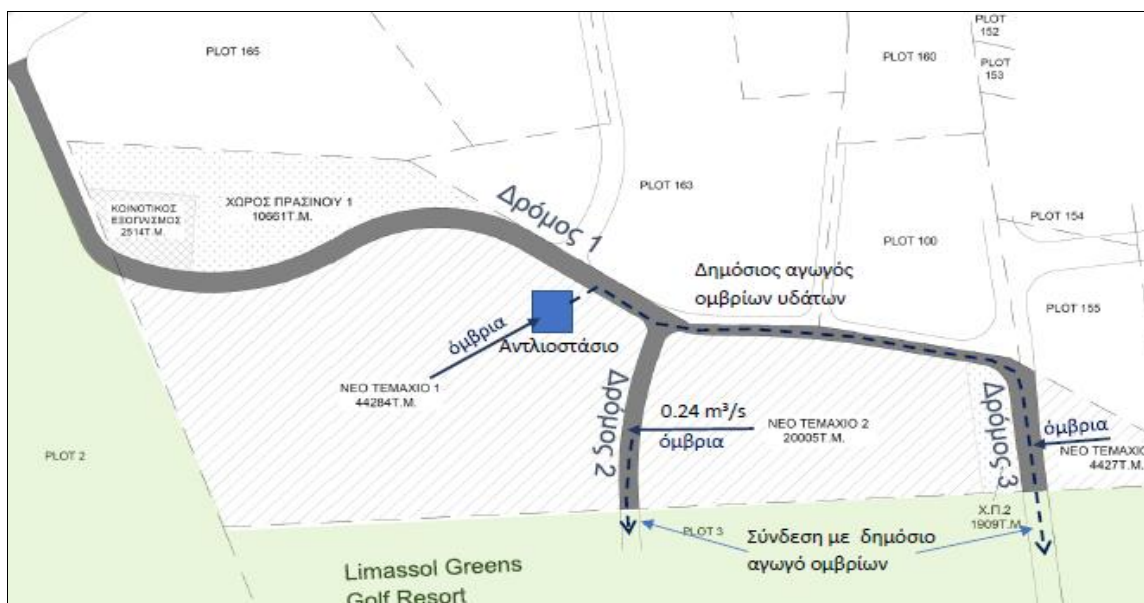 PLOT 165
PLOT
152
PLOT
153
PLOT 160
ΚΟΙΝΟΤΙΚΟΣ
ΕΞΟΠΛΙΣΜΟΣ
2514Τ.Μ.
ΧΩΡΟΣ ΠΡΑΣΙΝΟΥ 1
10661Τ.Μ.
Δρόμος 1
PLOT 163
PLOT 154
PLOT 100
Δημόσιος αγωγός
ομβρίων υδάτων
PLOT 155
όμβρια
Αντλιοστάσιο
ΝΕΟ ΤΕΜΑΧΙΟ 1
44284Τ.Μ.
Δρόμος 2
0.24 m³/s
όμβρια
ΝΕΟ ΤΕΜΑΧΙΟ 2
20005Τ.Μ.
Δρόμος 3
όμβρια
ΝΕΟ ΤΕΜΑΧΙΟ
4427Τ.Μ.
PLOT 2
Χ.Π.2
1909Τ.Μ.
PLOT 3
Σύνδεση με δημόσιο
αγωγό ομβρίων
Limassol Greens
Golf Resort